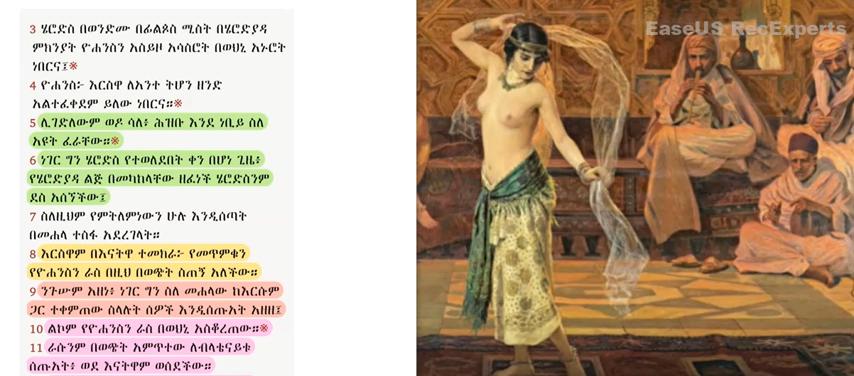 3 ሄሮድስ በወንድሙ በፊልጶስ ሚስት በሄሮድያዳ
ምክንያት ዮሐንስን አስይዞ አሳስሮት በወህኒ አኑሮት
ነበርና፤※
4 ዮሐንስ፦ እርስዋ ለአንተ ትሆን ዘንድ
አልተፈቀደም ይለው ነበርና።※
5 ሊገድለውም ወዶ ሳለ፥ ሕዝቡ እንደ ነቢይ ስለ
አዩት ፈራቸው።※
6 ነገር ግን ሄሮድስ የተወለደበት ቀን በሆነ ጊዜ፥
የሄሮድያዳ ልጅ በመካከላቸው ዘፈነች ሄሮድስንም
ደስ አሰኘችው፤
7 ስለዚህም የምትለምነውን ሁሉ እንዲሰጣት
በመሐላ ተስፋ አደረገላት።
8 እርስዋም በእናትዋ ተመክራ፦ የመጥምቁን
የዮሐንስን ራስ በዚህ በወጭት ስጠኝ አለችው።
9 ንጉሡም አዘነ፥ ነገር ግን ስለ መሐላው ከእርሱም
ጋር ተቀምጠው ስላሉት ሰዎች እንዲሰጡአት አዘዘ፤
10 ልኮም የዮሐንስን ራስ በወህኒ አስቆረጠው።※
11 ራሱንም በወጭት አምጥተው ለብላቴናይቱ
ሰጡአት፥ ወደ እናትዋም ወሰደችው።
EaseUS RecExperts